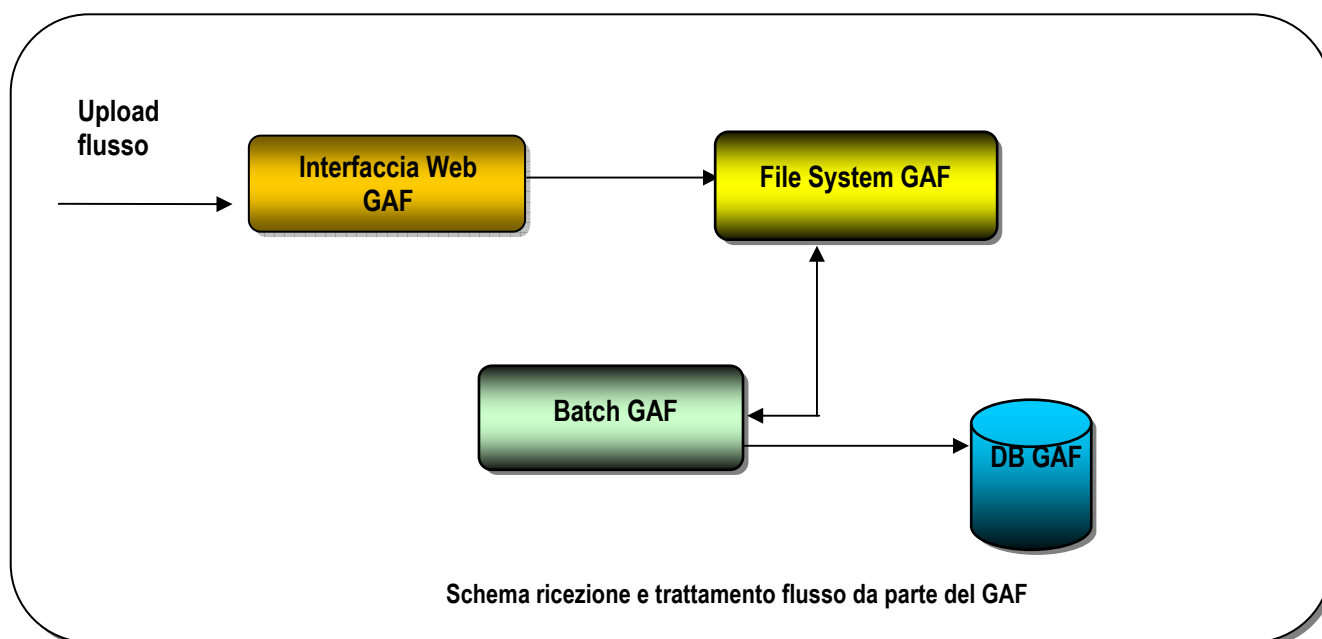 Upload
flusso
Interfaccia Web
GAF
File System GAF
Batch GAF
DB GAF
Schema ricezione e trattamento flusso da parte del GAF